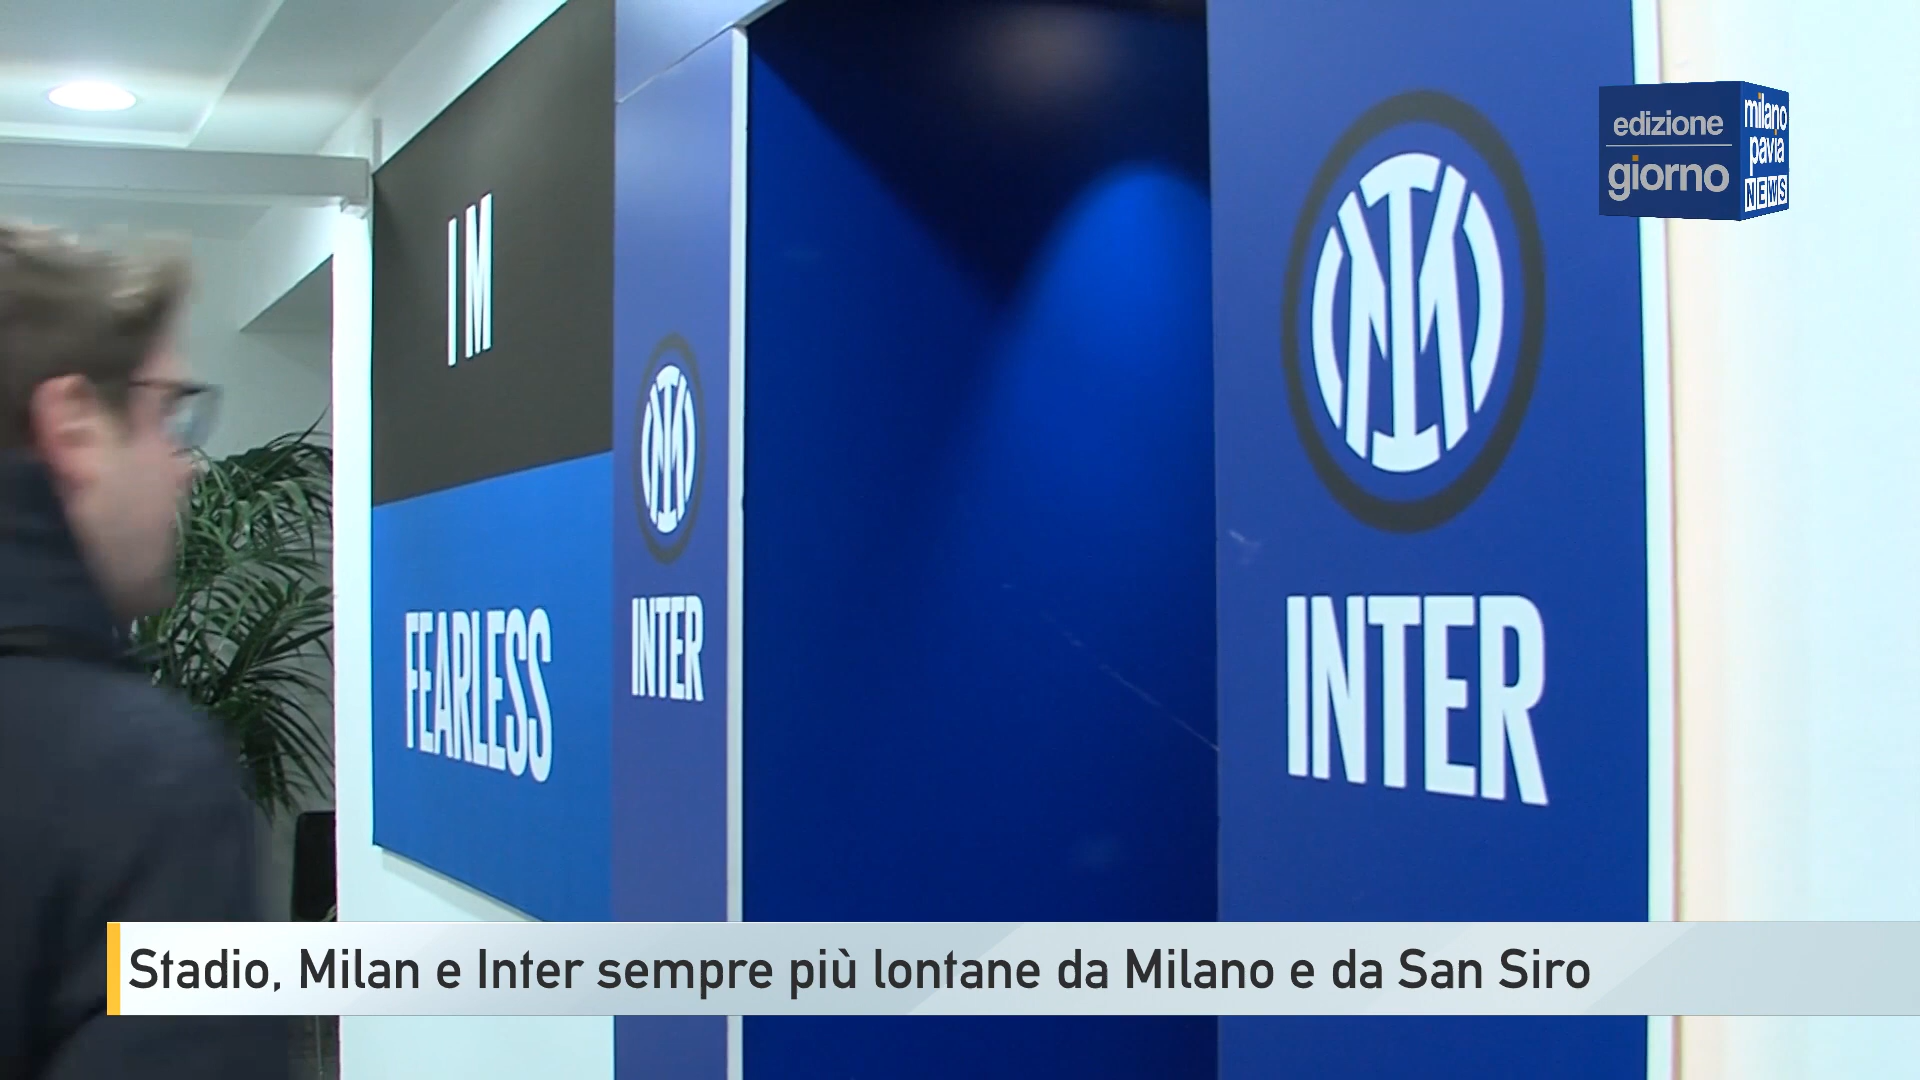 edizione
giorno
milano
pavia
NEWS
I M
FEARLESS
IM
INTER
IM
INTER
Stadio, Milan e Inter sempre più lontane da Milano e da San Siro